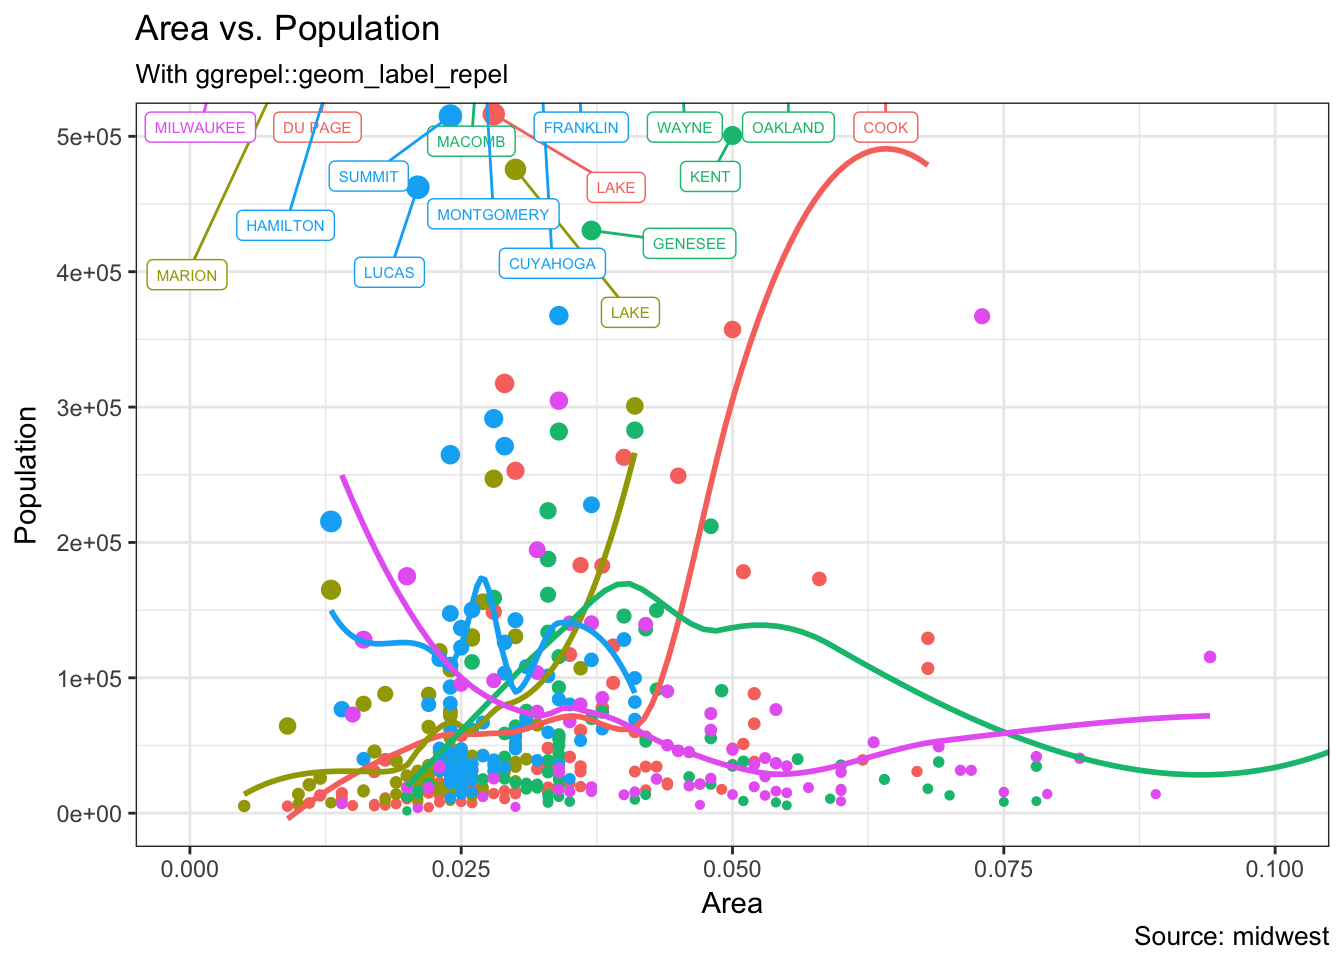 Area vs. Population
With ggrepel::geom_label_repel
MILWAUKEE
DU PAGE
FRANKLIN
WAYNE
OAKLAND
COOK
5e+05
MACOMB
SUMMIT
LAKE
KENT
HAMILTON
MONTGOMERY
GENESEE
MARION
LUCAS
CUYAHOGA
4e+05
LAKE
3e+05
Population
2e+05
1e+05
0e+00
0.000 0.025 0.050 0.075 0.100
Area
Source: midwest